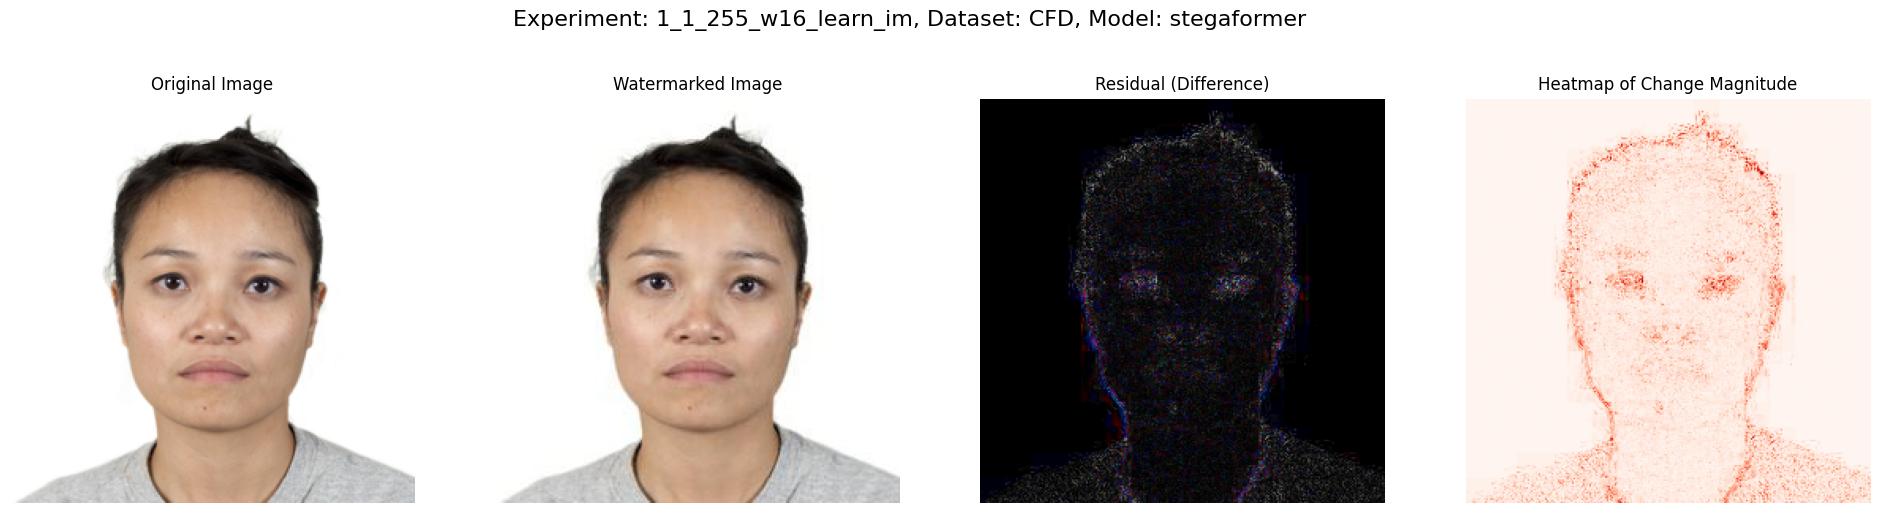 Experiment: 1_1_255_w16_learn_im, Dataset: CFD, Model: stegaformer
Original Image
Watermarked Image
Residual (Difference)
Heatmap of Change Magnitude